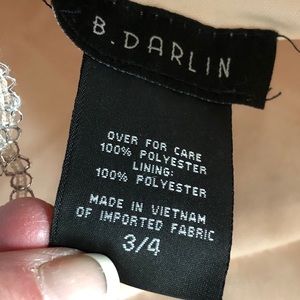 B. DARLIN
OVER FOR CARE
100% POLYESTER
LINING:
100% POLYESTER
MADE IN VIETNAM
OF IMPORTED FABRIC
3/4